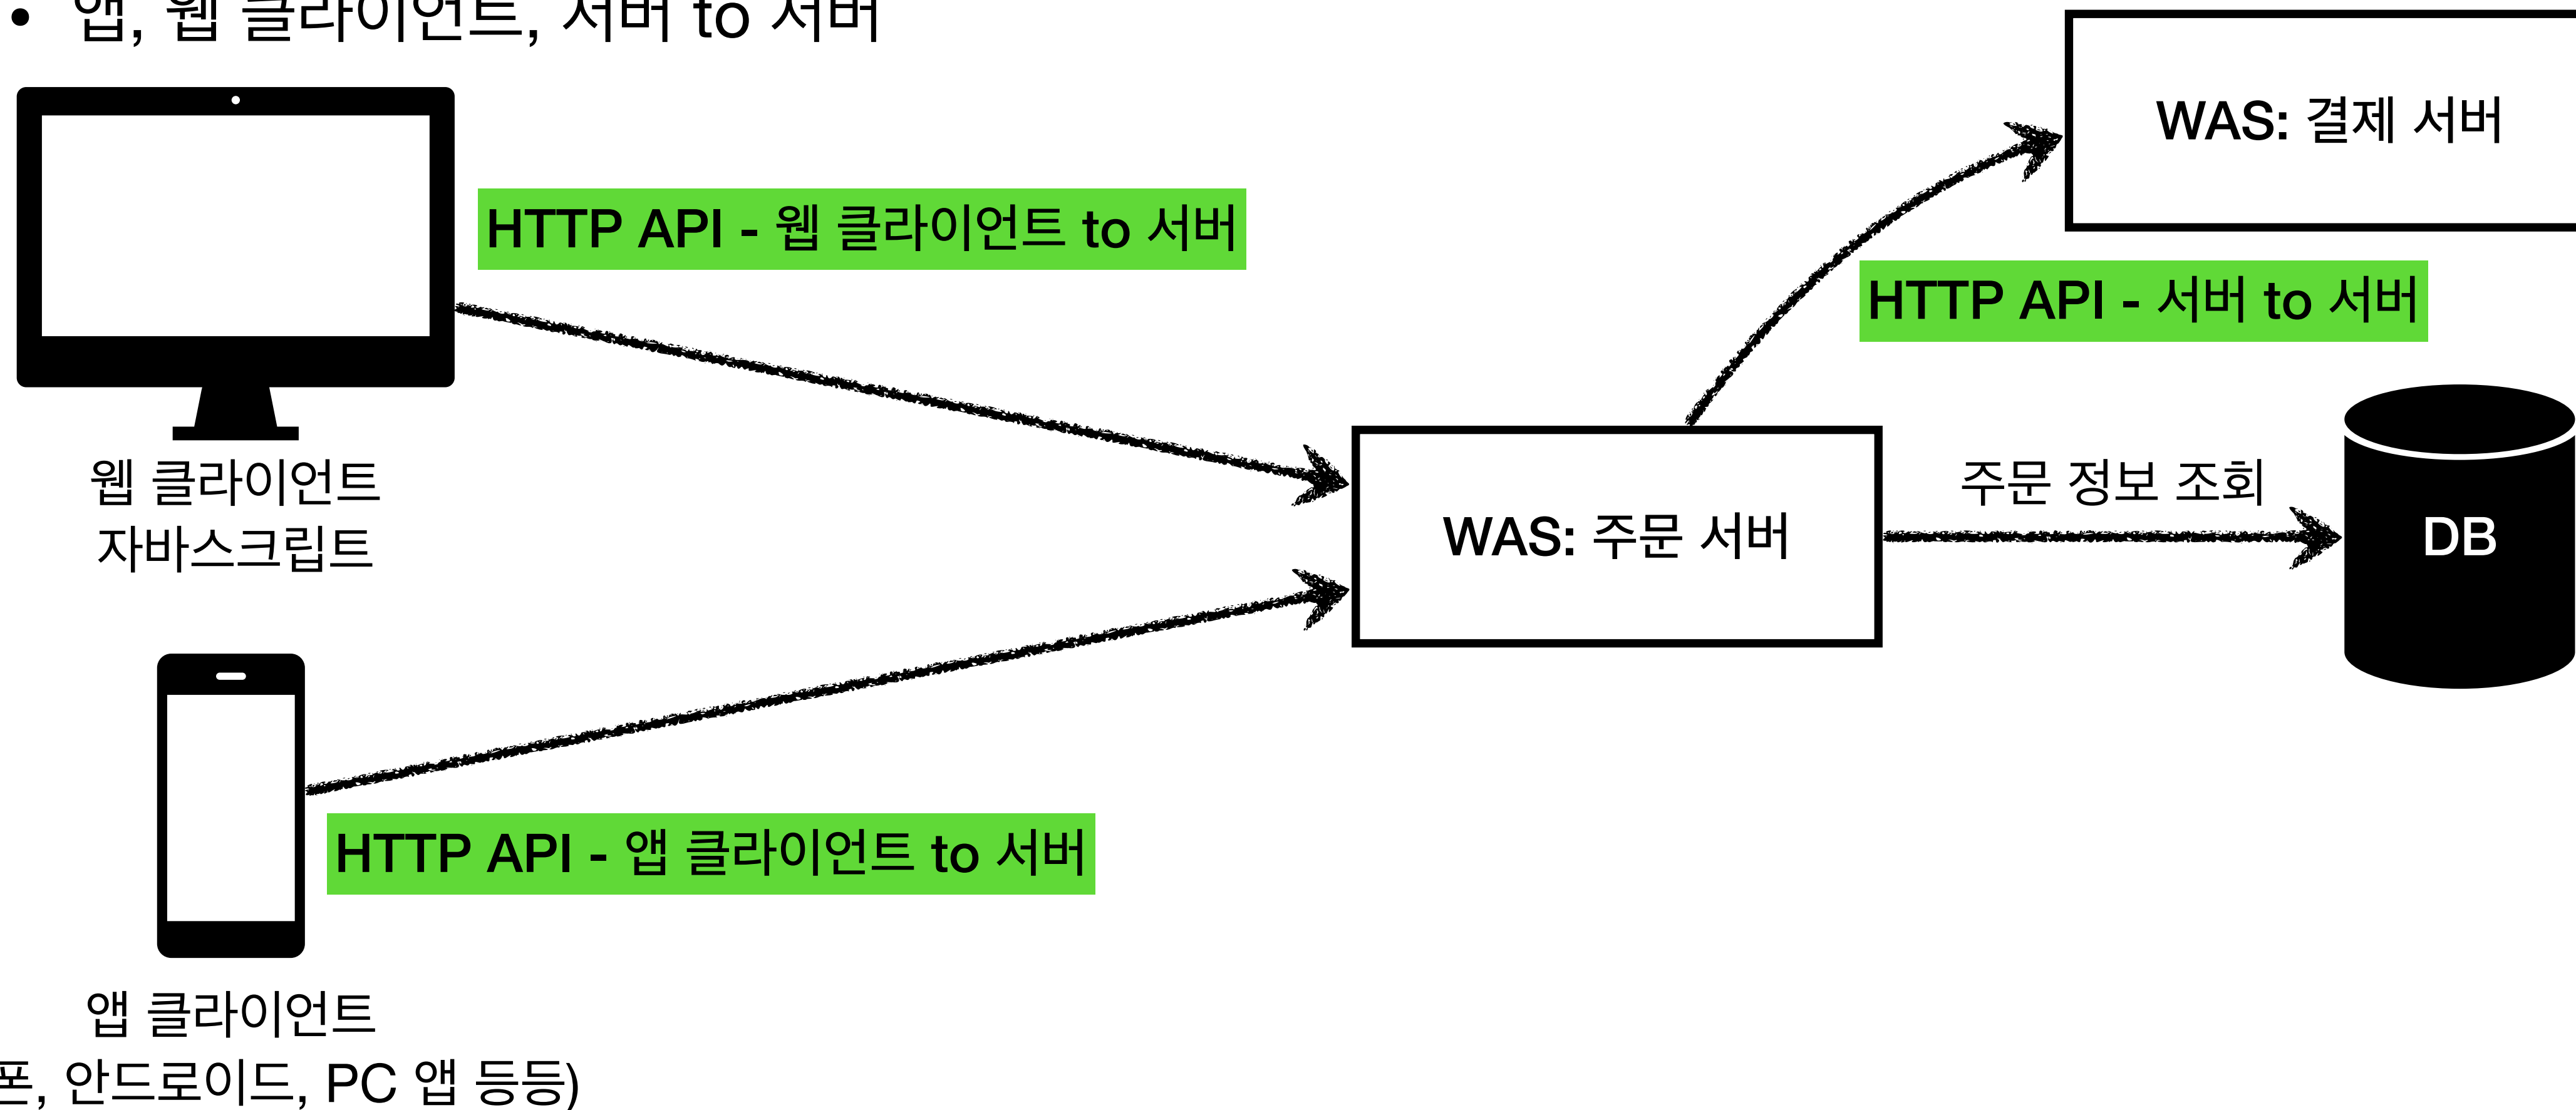 • 앱, 웹 클라이언트, 서버 to 서버
WAS: 결제 서버
HTTP API - 웹 클라이언트 to 서버
HTTP API - 서버 to 서버
웹 클라이언트
자바스크립트
주문 정보 조회
WAS: 주문 서버
DB
HTTP API - 앱 클라이언트 to 서버
앱 클라이언트
폰, 안드로이드, PC 앱 등등)